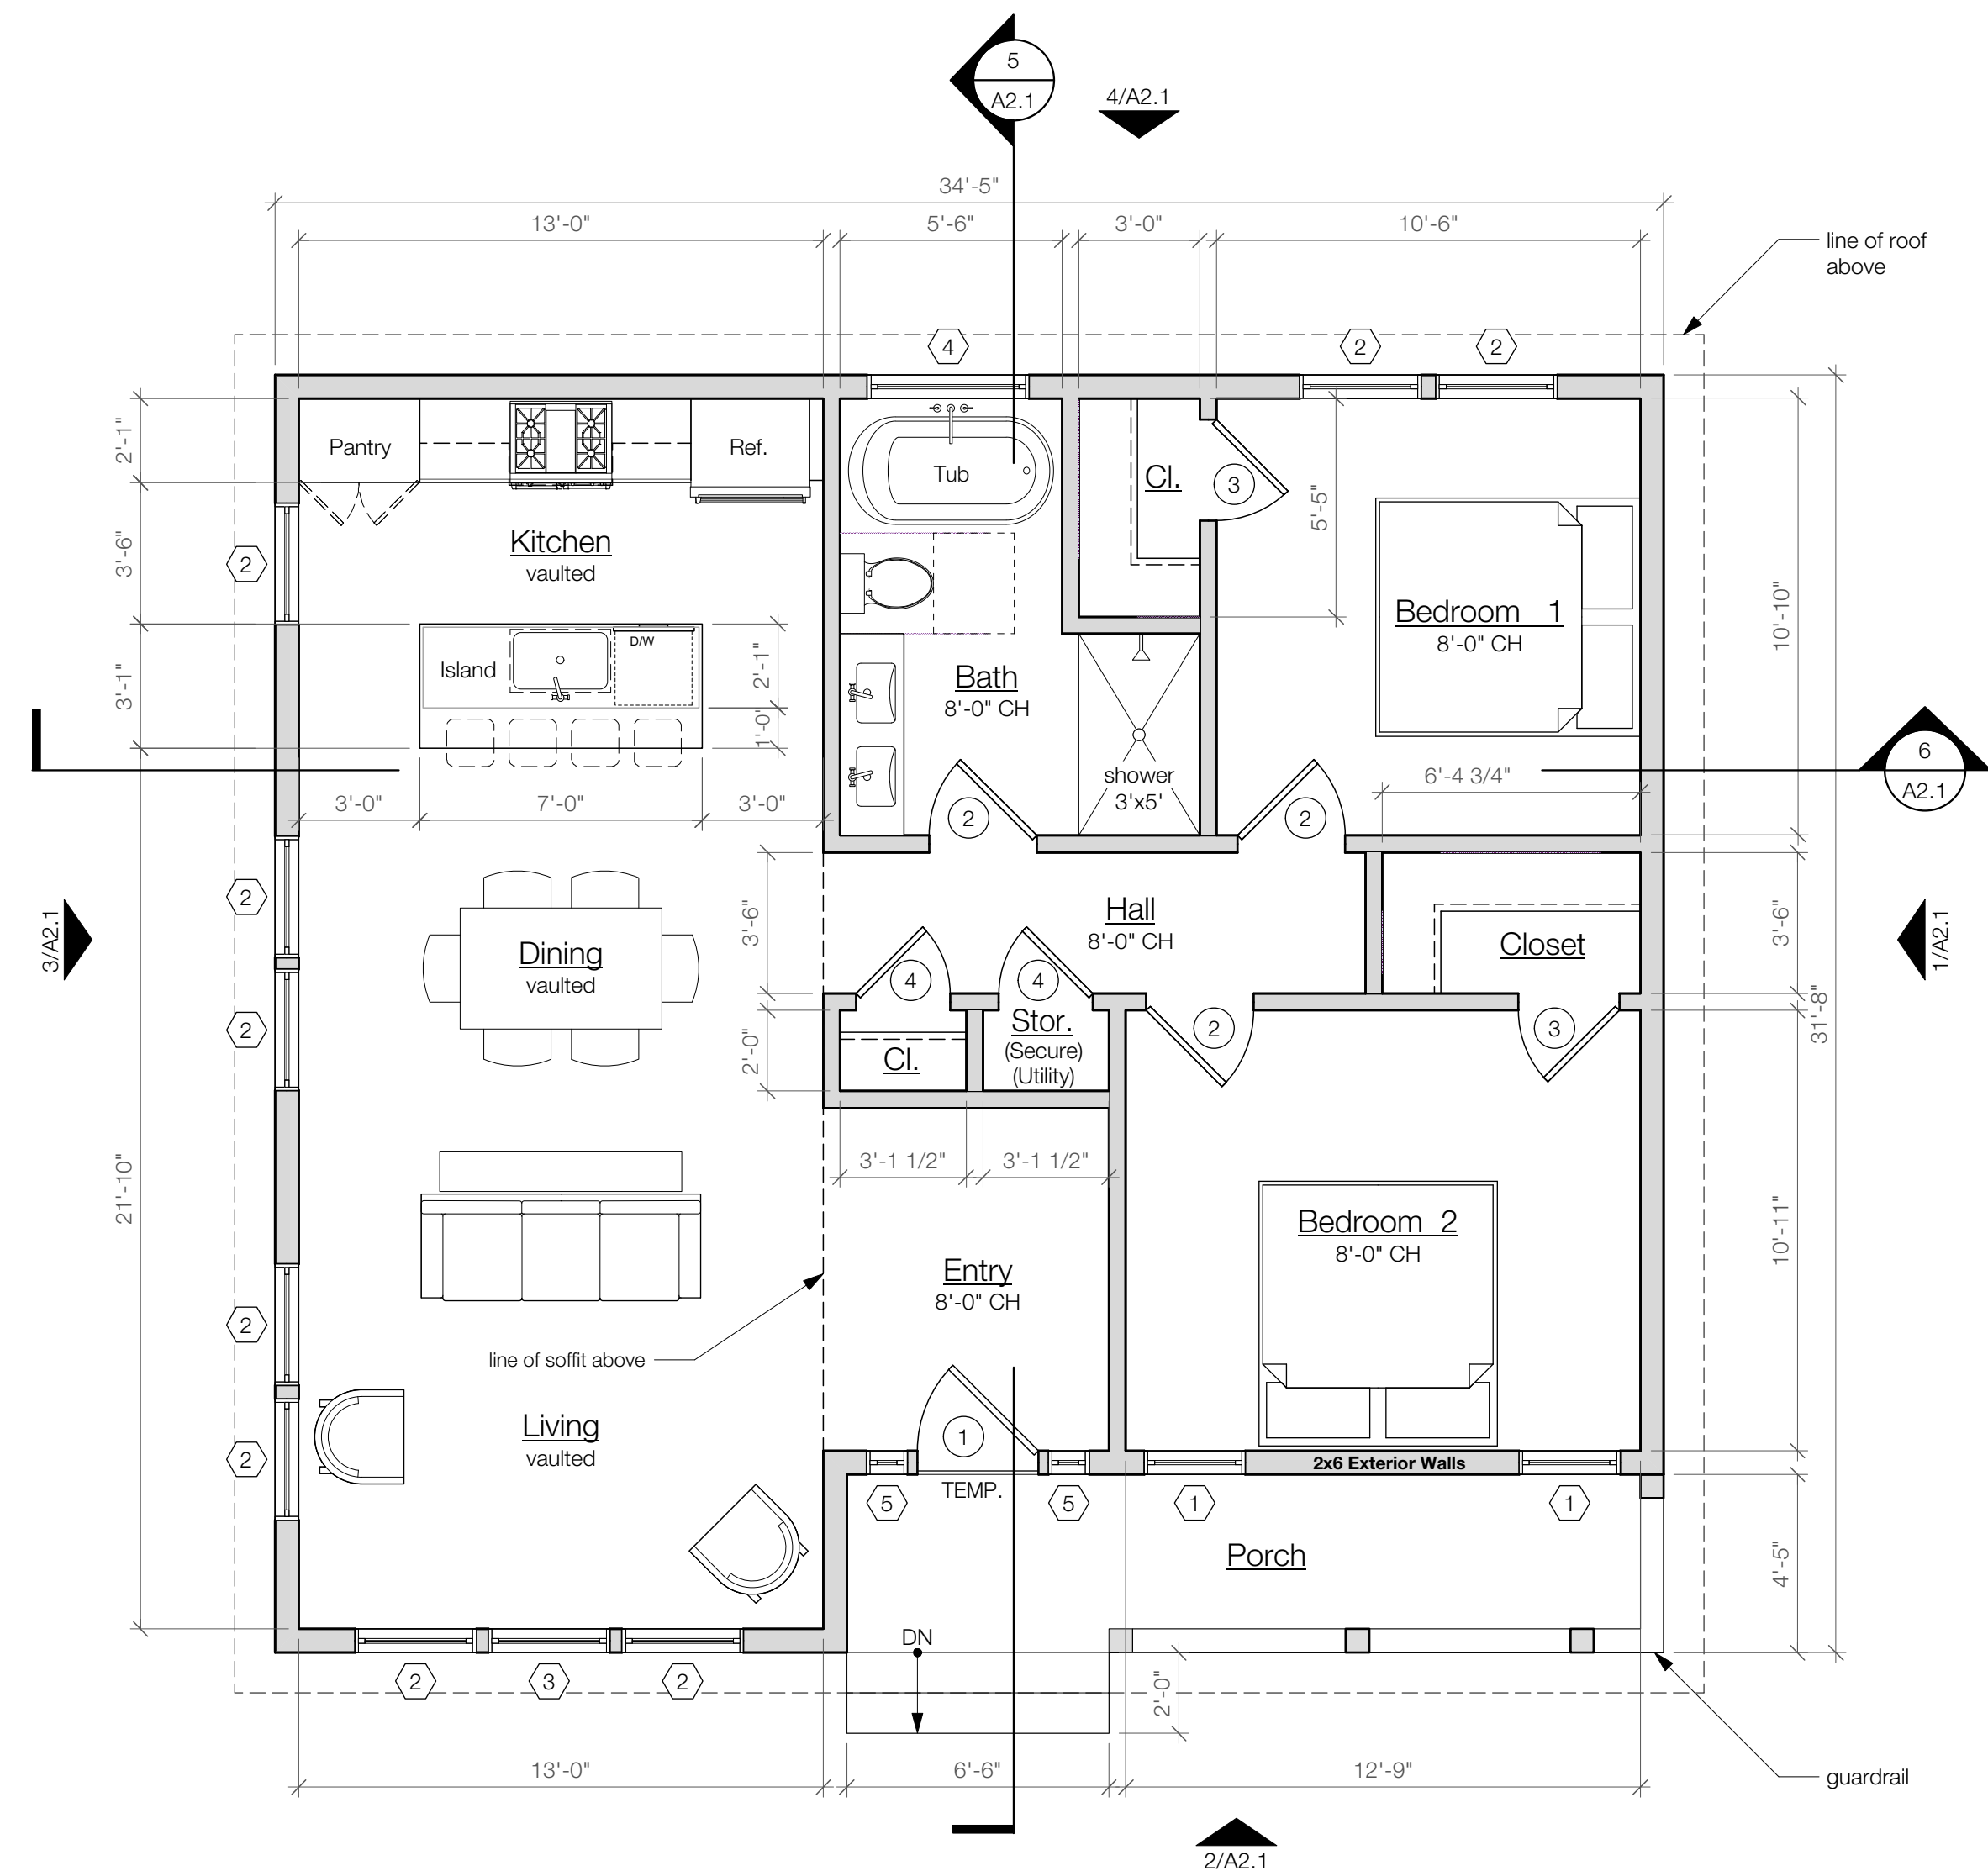 5
A2.1
4/A2.1
34'-5"
13'-0"
5'-6"
3'-0"
10'-6"
line of roof
above
4
2
2
2'-1"
Pantry
Ref.
Tub
Cl.
3
5'-5"
3'-6"
2
Kitchen
vaulted
Bedroom 1
8'-0" CH
10'-10"
D/W
Island
2'-1"
3'-1"
1'-0"
Bath
8'-0" CH
6
A2.1
shower
3'x5'
6'-4 3/4"
3'-0"
7'-0"
3'-0"
2
2
2
3/A2.1
Dining
vaulted
3'-6"
Hall
8'-0" CH
Closet
3'-6"
1/A2.1
4
4
2
2
3
31'-8"
2'-0"
Cl.
Stor.
(Secure)
(Utility)
3'-1 1/2"
3'-1 1/2"
21'-10"
10'-11"
Bedroom 2
8'-0" CH
Entry
8'-0" CH
2
line of soffit above
Living
vaulted
1
2
2x6 Exterior Walls
TEMP.
5
5
1
1
Porch
4'-5"
DN
2
3
2
2'-0"
13'-0"
6'-6"
12'-9"
guardrail
2/A2.1